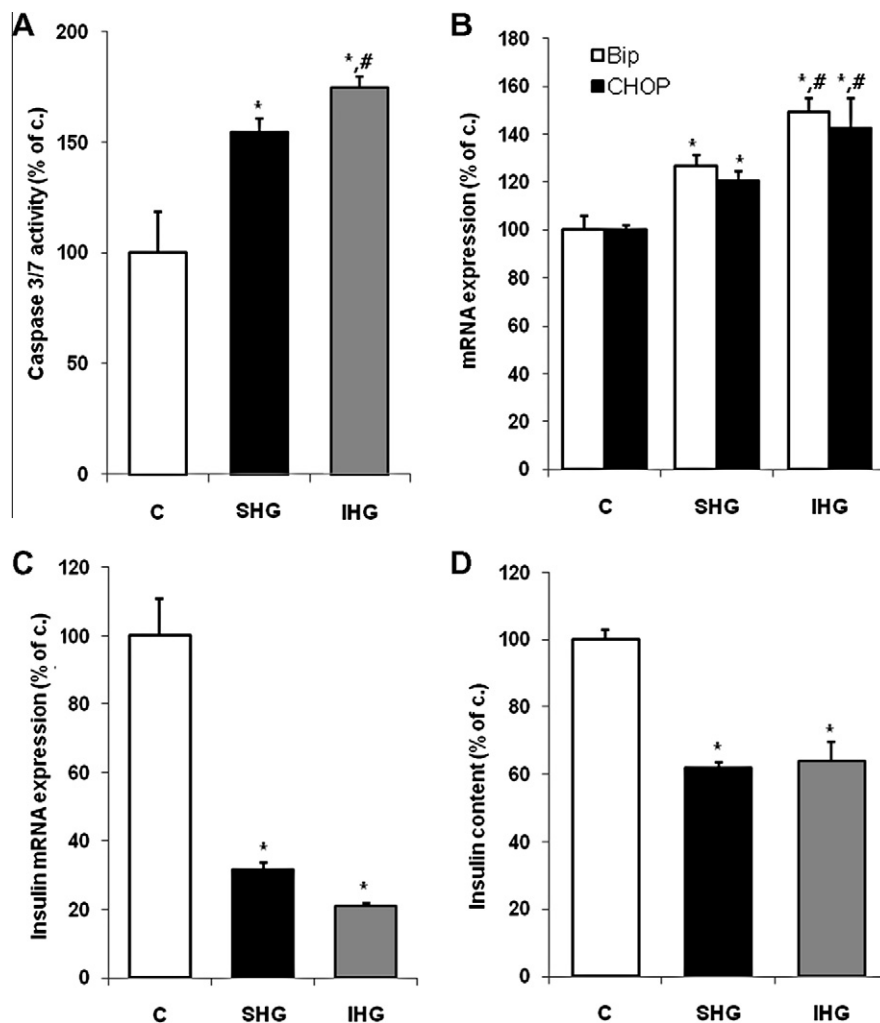 A
Caspase 3/7 activity (% of c.)
200
150
100
50
0
*
*,#
C SHG IHG
B
mRNA expression (% of c.)
180
160
140
120
100
80
60
40
20
0
Bip
CHOP
* *
*,# *,#
C SHG IHG
C
Insulin mRNA expression (% of c.)
120
100
80
60
40
20
0
*
*
C SHG IHG
D
Insulin content (% of c.)
120
100
80
60
40
20
0
*
*
C SHG IHG